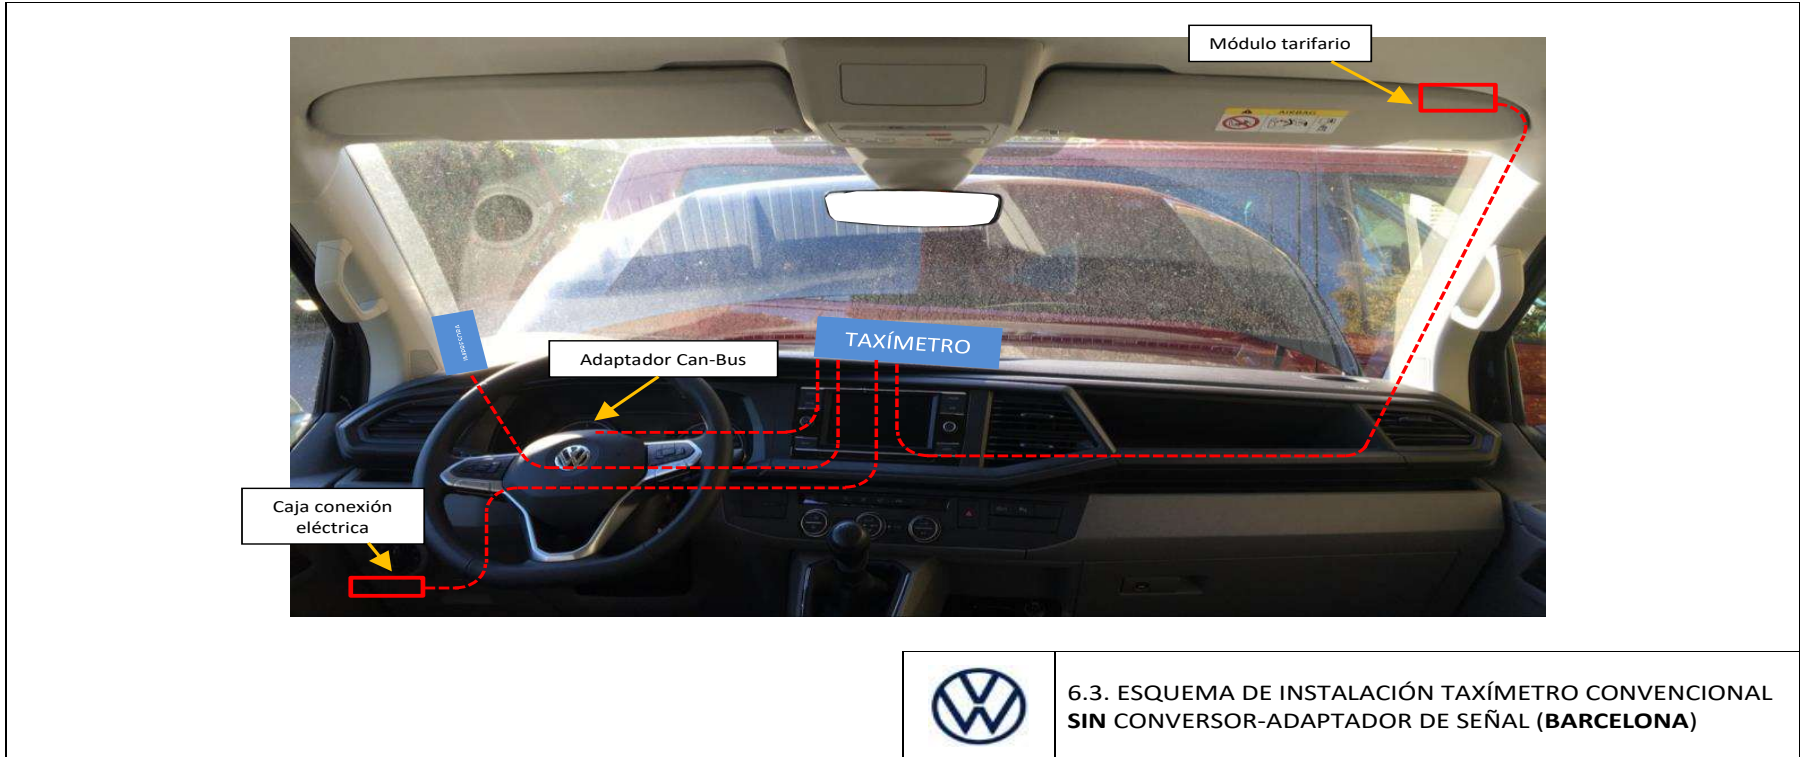 Módulo tarifario
AIRBAG
TAXÍMETRO
Adaptador Can-Bus
Caja conexión
eléctrica
6.3. ESQUEMA DE INSTALACIÓN TAXÍMETRO CONVENCIONAL
SIN CONVERSOR-ADAPTADOR DE SEÑAL (BARCELONA)